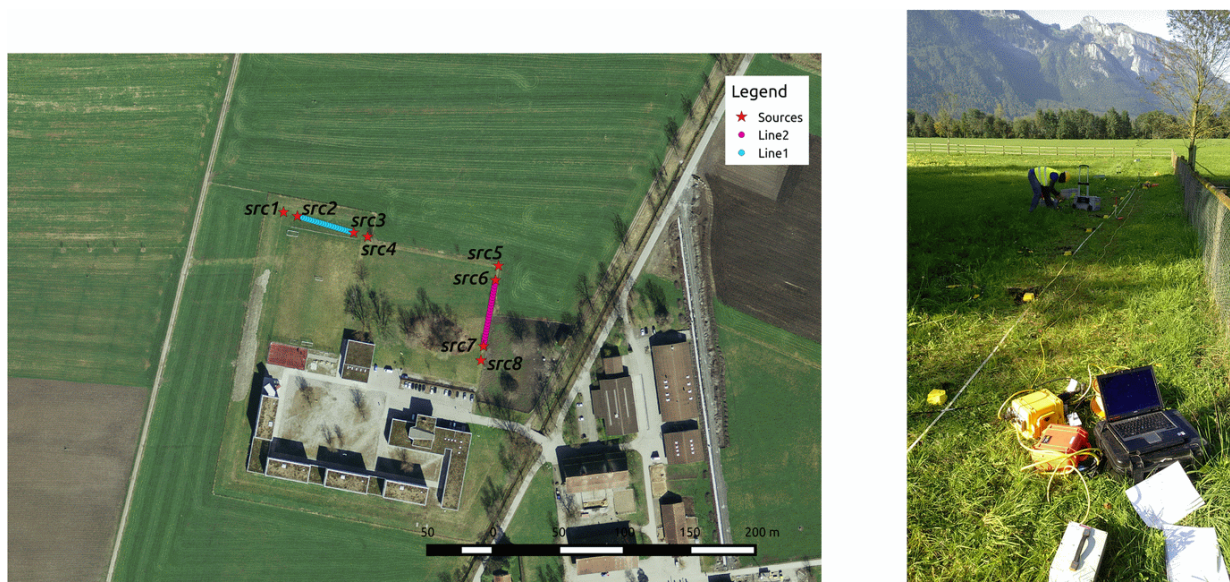 Legend
Sources
Line2
Line1
src1
src2
src3
src4
src5
src6
src7
src8
50 0 50 100 150 200 m